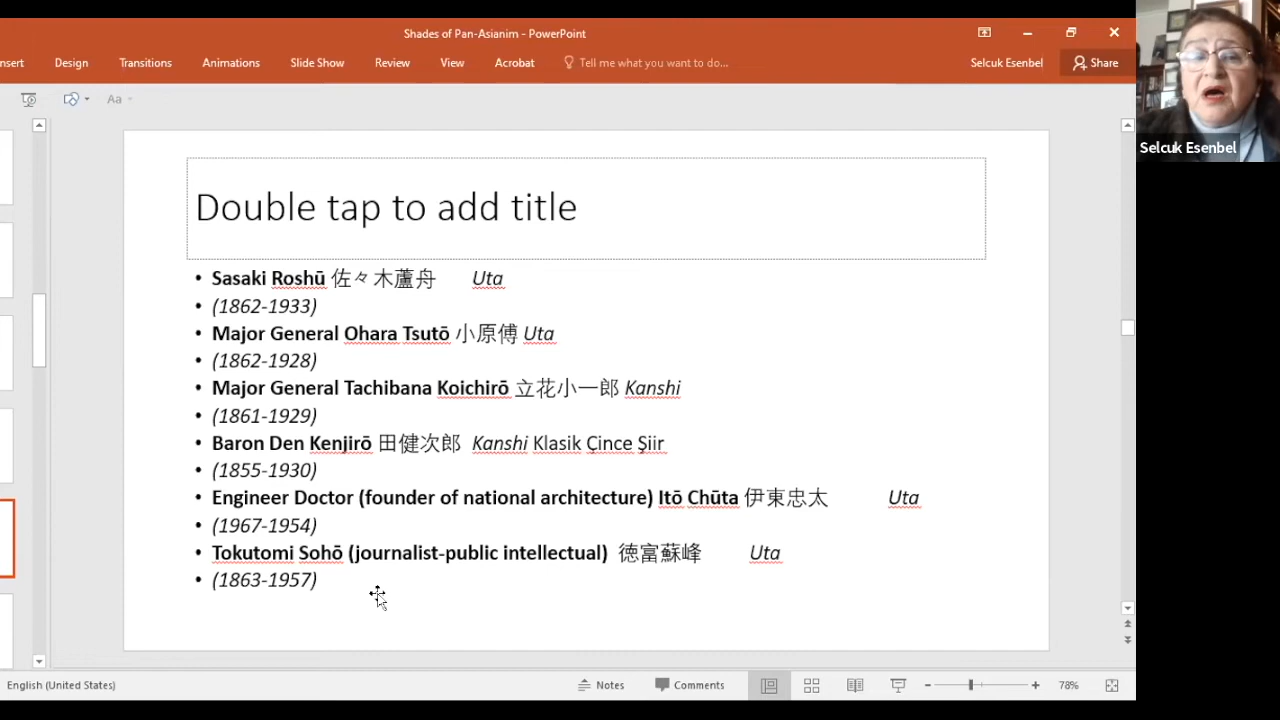 Shades of Pan-Asianim - PowerPoint
nsert Design Transitions Animations Slide Show Review View Acrobat Tell me what you want to do... Selcuk Esenbel Share
Aa
Selcuk Esenbel
Double tap to add title
• Sasaki Roshū 佐々木蘆舟 Uta
• (1862-1933)
• Major General Ohara Tsutō 小原傅 Uta
• (1862-1928)
• Major General Tachibana Koichirō 立花小一郎 Kanshi
• (1861-1929)
• Baron Den Kenjirō 田健次郎 Kanshi Klasik Çince Şiir
• (1855-1930)
• Engineer Doctor (founder of national architecture) Itō Chūta 伊東忠太 Uta
• (1967-1954)
• Tokutomi Sohō (journalist-public intellectual) 徳富蘇峰 Uta
• (1863-1957)
English (United States) Notes Comments 78%